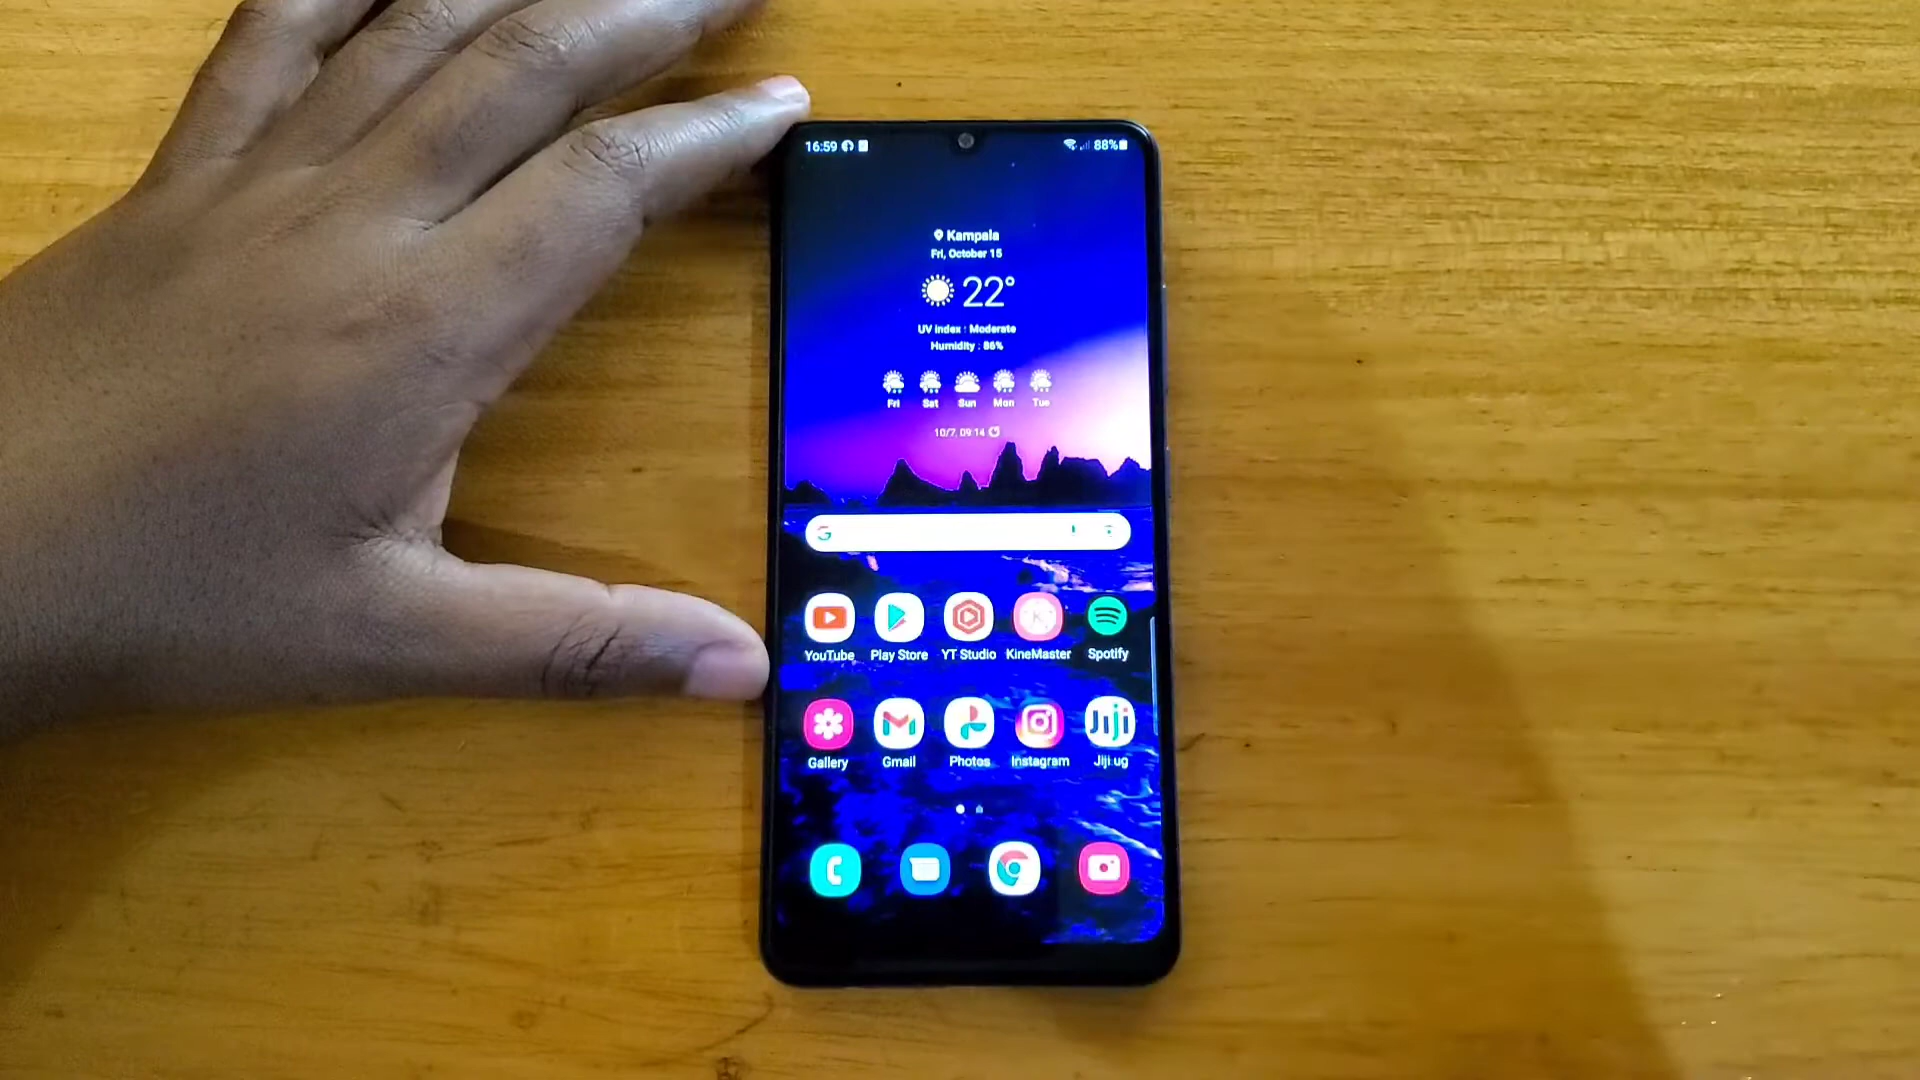 16:59 88%
Kampala
Fri, October 15
22°
UV index : Moderate
Humidity : 86%
Fri Sat Sun Mon Tue
10/7, 09:14
YouTube Play Store YT Studio KineMaster Spotify
Jiji
Gallery Gmail Photos Instagram Jiji ug